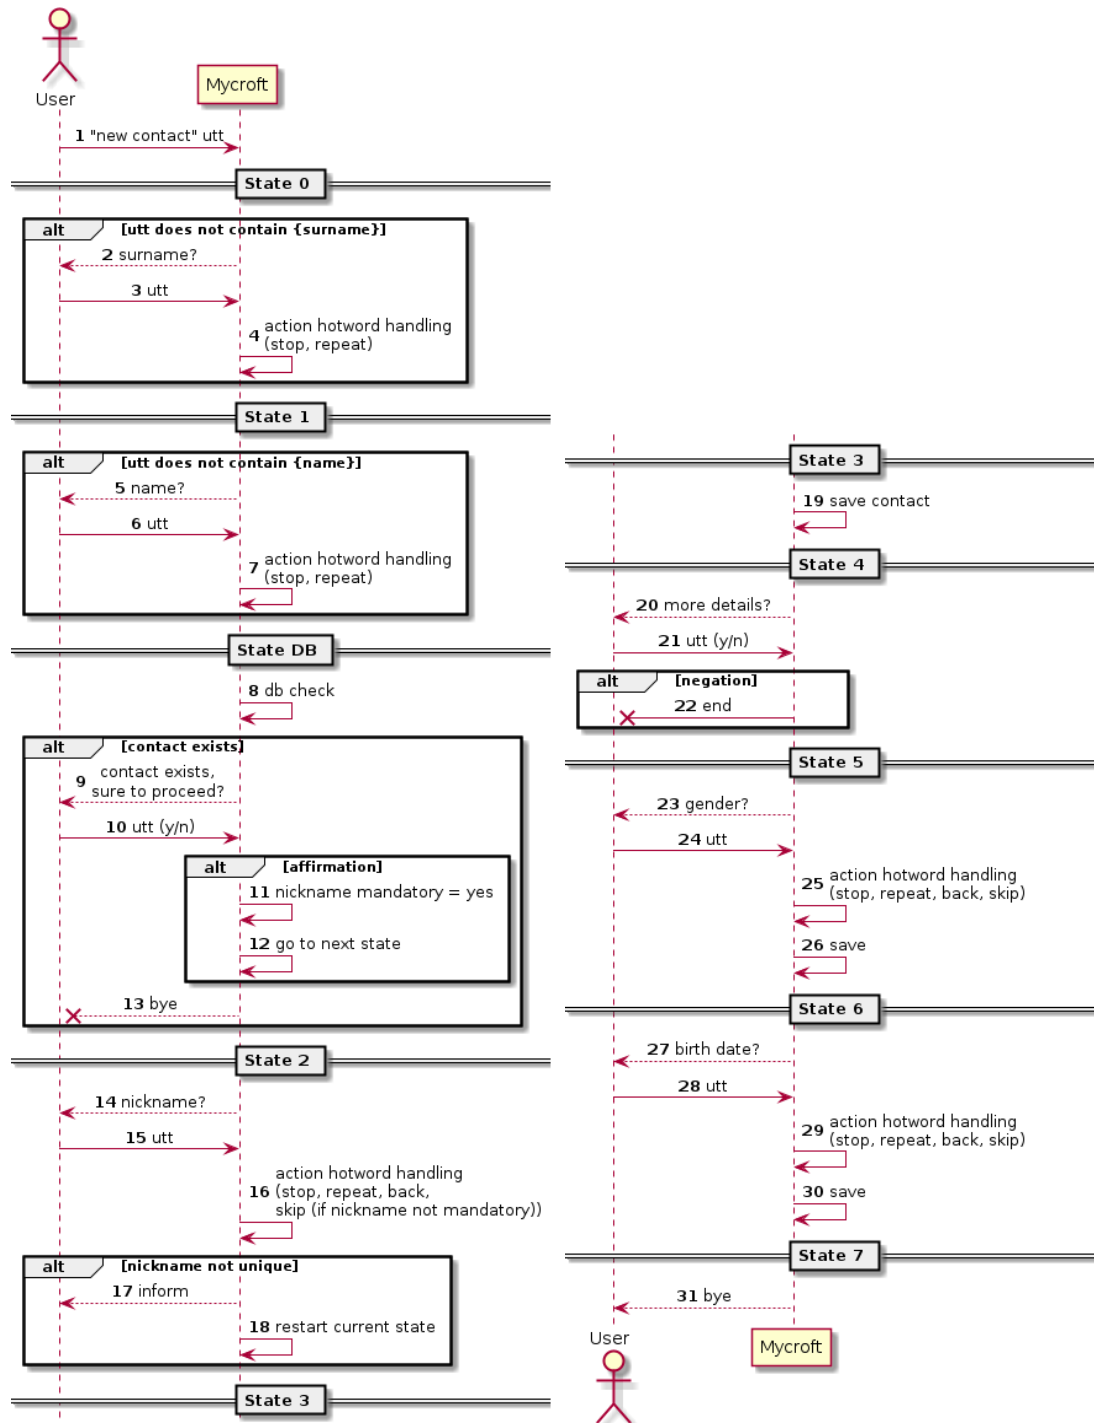 User
Mycroft
1 "new contact" utt
State 0
alt [utt does not contain {surname}]
2 surname?
3 utt
4 action hotword handling
(stop, repeat)
State 1
alt [utt does not contain {name}]
5 name?
6 utt
7 action hotword handling
(stop, repeat)
State DB
8 db check
alt [contact exists]
9 contact exists,
sure to proceed?
10 utt (y/n)
alt [affirmation]
11 nickname mandatory = yes
12 go to next state
13 bye
State 2
14 nickname?
15 utt
16 action hotword handling
(stop, repeat, back,
skip (if nickname not mandatory))
alt [nickname not unique]
17 inform
18 restart current state
State 3
State 3
19 save contact
State 4
20 more details?
21 utt (y/n)
alt [negation]
22 end
State 5
23 gender?
24 utt
25 action hotword handling
(stop, repeat, back, skip)
26 save
State 6
27 birth date?
28 utt
29 action hotword handling
(stop, repeat, back, skip)
30 save
State 7
31 bye
User
Mycroft